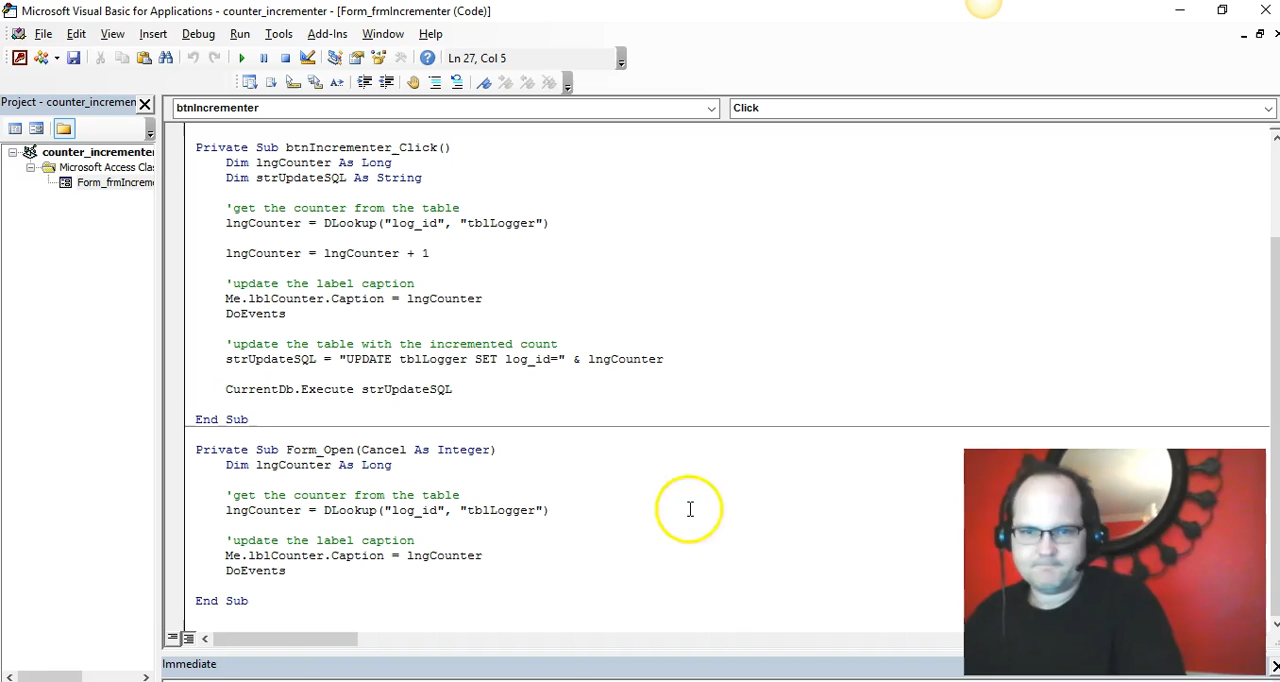 Microsoft Visual Basic for Applications - counter_incrementer - [Form_frmIncrementer (Code)]
File Edit View Insert Debug Run Tools Add-Ins Window Help
Ln 27, Col 5
Project - counter_incremen
btnIncrementer
Click
counter_incrementer
Microsoft Access Cla
Form_frmIncrem
Private Sub btnIncrementer_Click()
Dim lngCounter As Long
Dim strUpdateSQL As String
'get the counter from the table
lngCounter = DLookup("log_id", "tblLogger")
lngCounter = lngCounter + 1
'update the label caption
Me.lblCounter.Caption = lngCounter
DoEvents
'update the table with the incremented count
strUpdateSQL = "UPDATE tblLogger SET log_id=" & lngCounter
CurrentDb.Execute strUpdateSQL
End Sub
Private Sub Form_Open(Cancel As Integer)
Dim lngCounter As Long
'get the counter from the table
lngCounter = DLookup("log_id", "tblLogger")
'update the label caption
Me.lblCounter.Caption = lngCounter
DoEvents
End Sub
Immediate